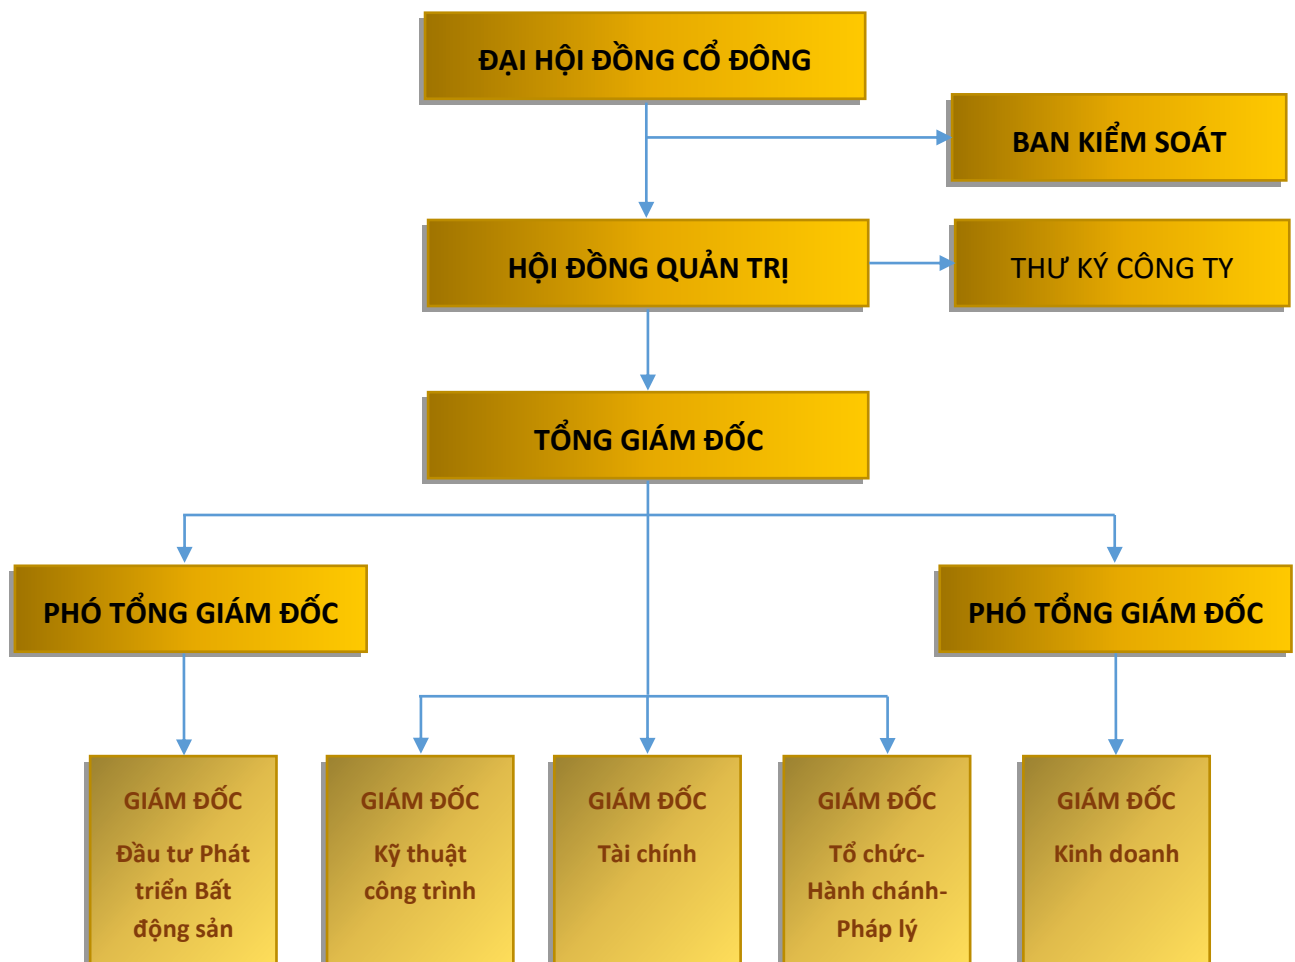 ĐẠI HỘI ĐỒNG CỔ ĐÔNG
BAN KIỂM SOÁT
HỘI ĐỒNG QUẢN TRỊ
THƯ KÝ CÔNG TY
TỔNG GIÁM ĐỐC
PHÓ TỔNG GIÁM ĐỐC
PHÓ TỔNG GIÁM ĐỐC
GIÁM ĐỐC
Đầu tư Phát
triển Bất
động sản
GIÁM ĐỐC
Kỹ thuật
công trình
GIÁM ĐỐC
Tài chính
GIÁM ĐỐC
Tổ chức-
Hành chánh-
Pháp lý
GIÁM ĐỐC
Kinh doanh